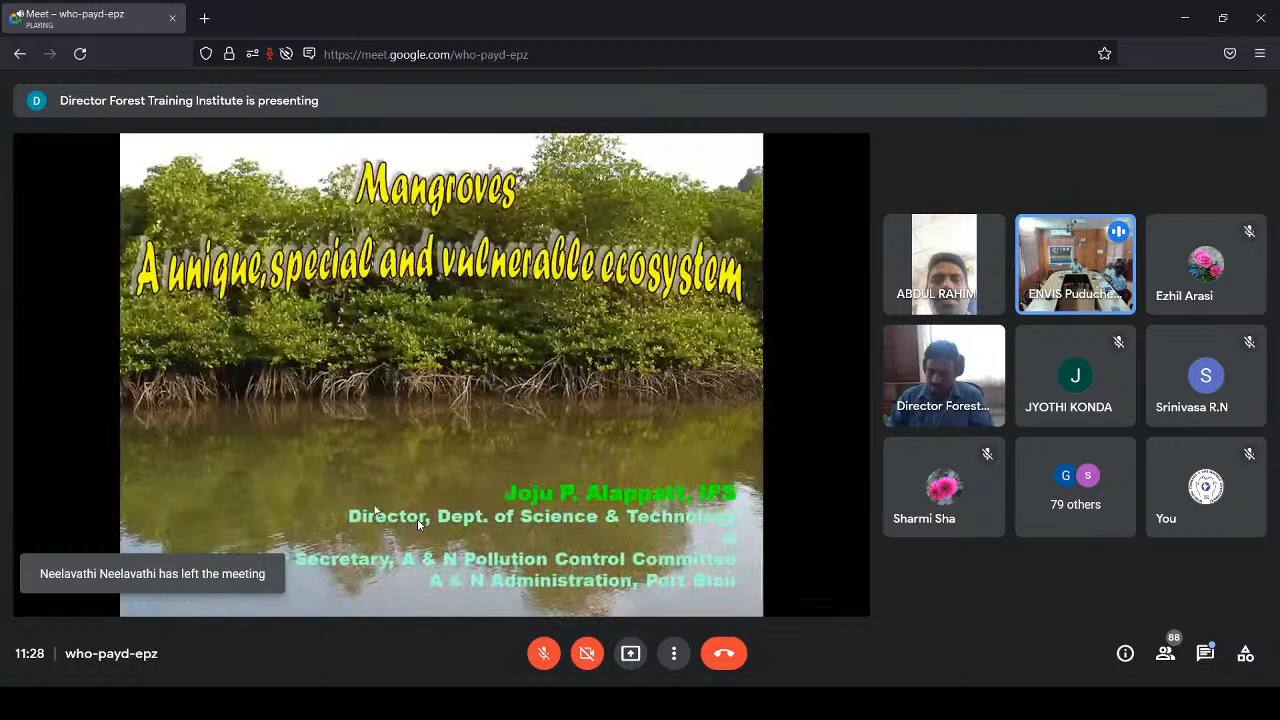 Meet – who-payd-epz
PLAYING
https://meet.google.com/who-payd-epz
D
Director Forest Training Institute is presenting
Mangroves
A unique,special and vulnerable ecosystem
Joju P. Alappatt, IFS
Director, Dept. of Science & Technology
&
Secretary, A & N Pollution Control Committee
A & N Administration, Port Blair
ABDUL RAHIM
ENVIS Puduche...
Ezhil Arasi
Director Forest...
J
JYOTHI KONDA
S
Srinivasa R.N
Sharmi Sha
G
S
79 others
You
Neelavathi Neelavathi has left the meeting
11:28
who-payd-epz
88